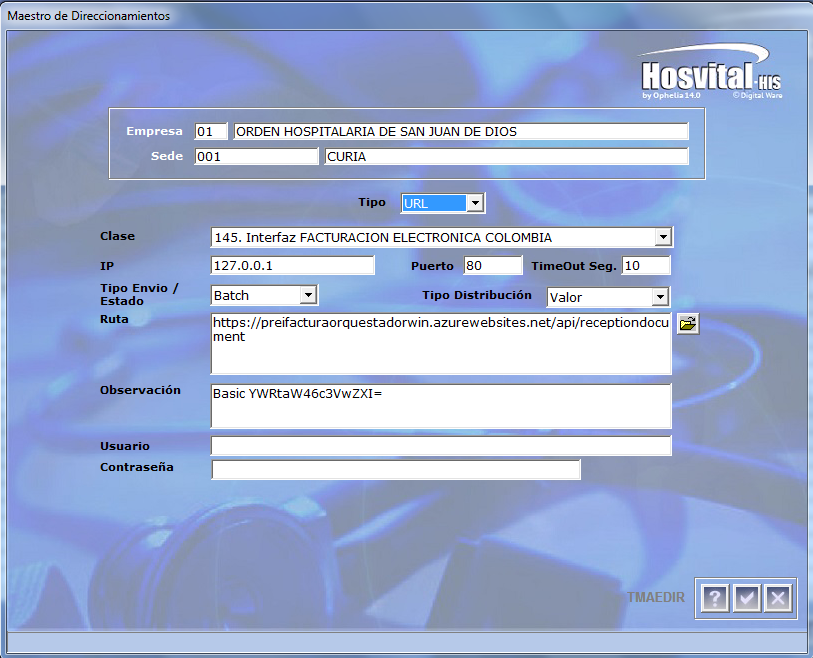 Maestro de Direccionamientos
Hosvital-HIS
by Ophelia 14.0 © Digital Ware
Empresa 01 ORDEN HOSPITALARIA DE SAN JUAN DE DIOS
Sede 001 CURIA
Tipo URL
Clase 145. Interfaz FACTURACION ELECTRONICA COLOMBIA
IP 127.0.0.1 Puerto 80 TimeOut Seg. 10
Tipo Envio /
Estado Batch Tipo Distribución Valor
Ruta https://preifacturaorquestadorwin.azurewebsites.net/api/receptiondocu
ment
Observación Basic YWRtaW46c3VwZXI=
Usuario
Contraseña
TMAEDIR ?